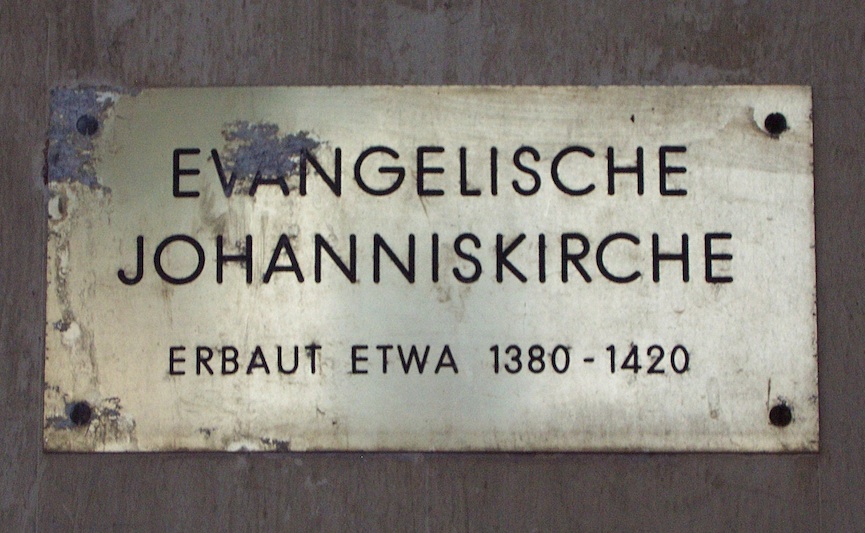 EVANGELISCHE
JOHANNISKIRCHE
ERBAUT ETWA 1380-1420